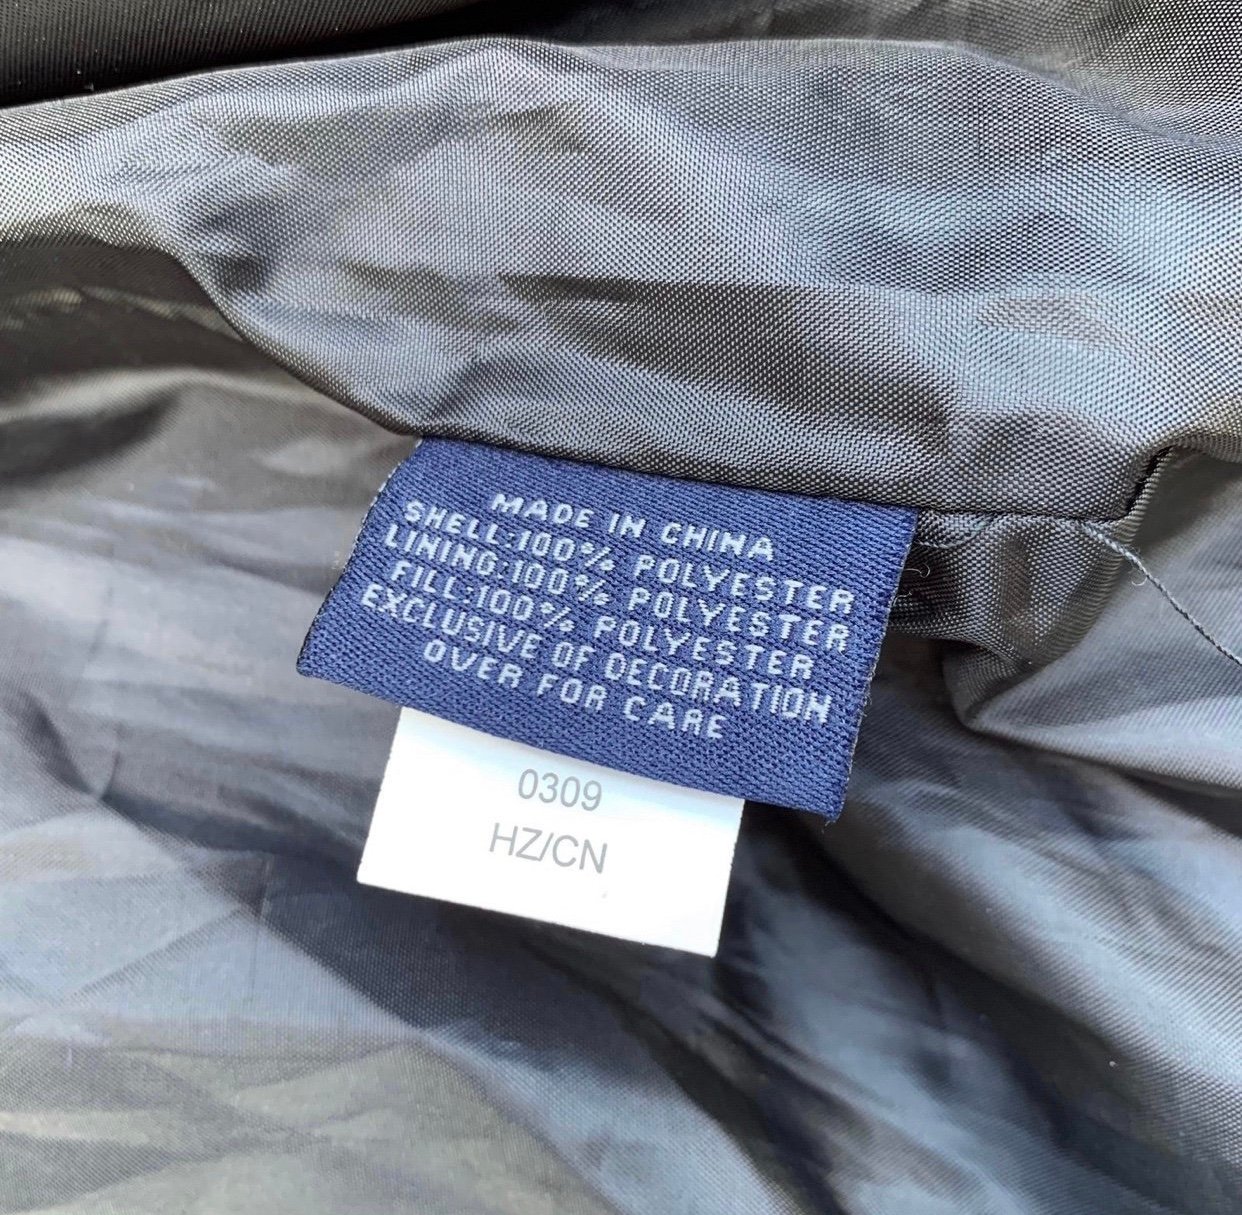 MADE IN CHINA
SHELL:100% POLYESTER
LINING:100% POLYESTER
FILL:100% POLYESTER
EXCLUSIVE OF DECORATION
OVER FOR CARE
0309
HZ/CN